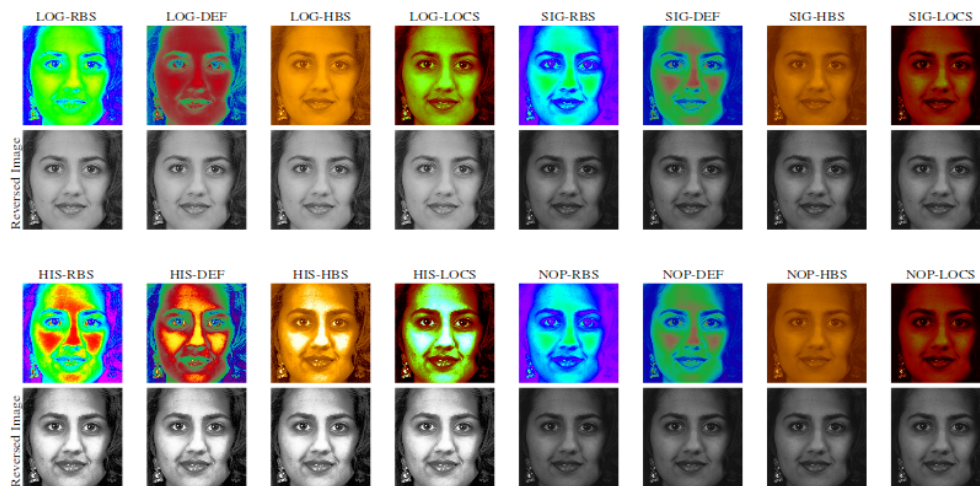 LOG-RBS LOG-DEF LOG-HBS LOG-LOCS SIG-RBS SIG-DEF SIG-HBS SIG-LOCS
Reversed Image
HIS-RBS HIS-DEF HIS-HBS HIS-LOCS NOP-RBS NOP-DEF NOP-HBS NOP-LOCS
Reversed Image